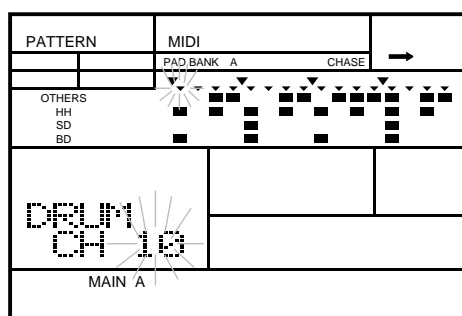 PATTERN MIDI
PAD BANK A CHASE
OTHERS
HH
SD
BD
DRUM
CH 10
MAIN A